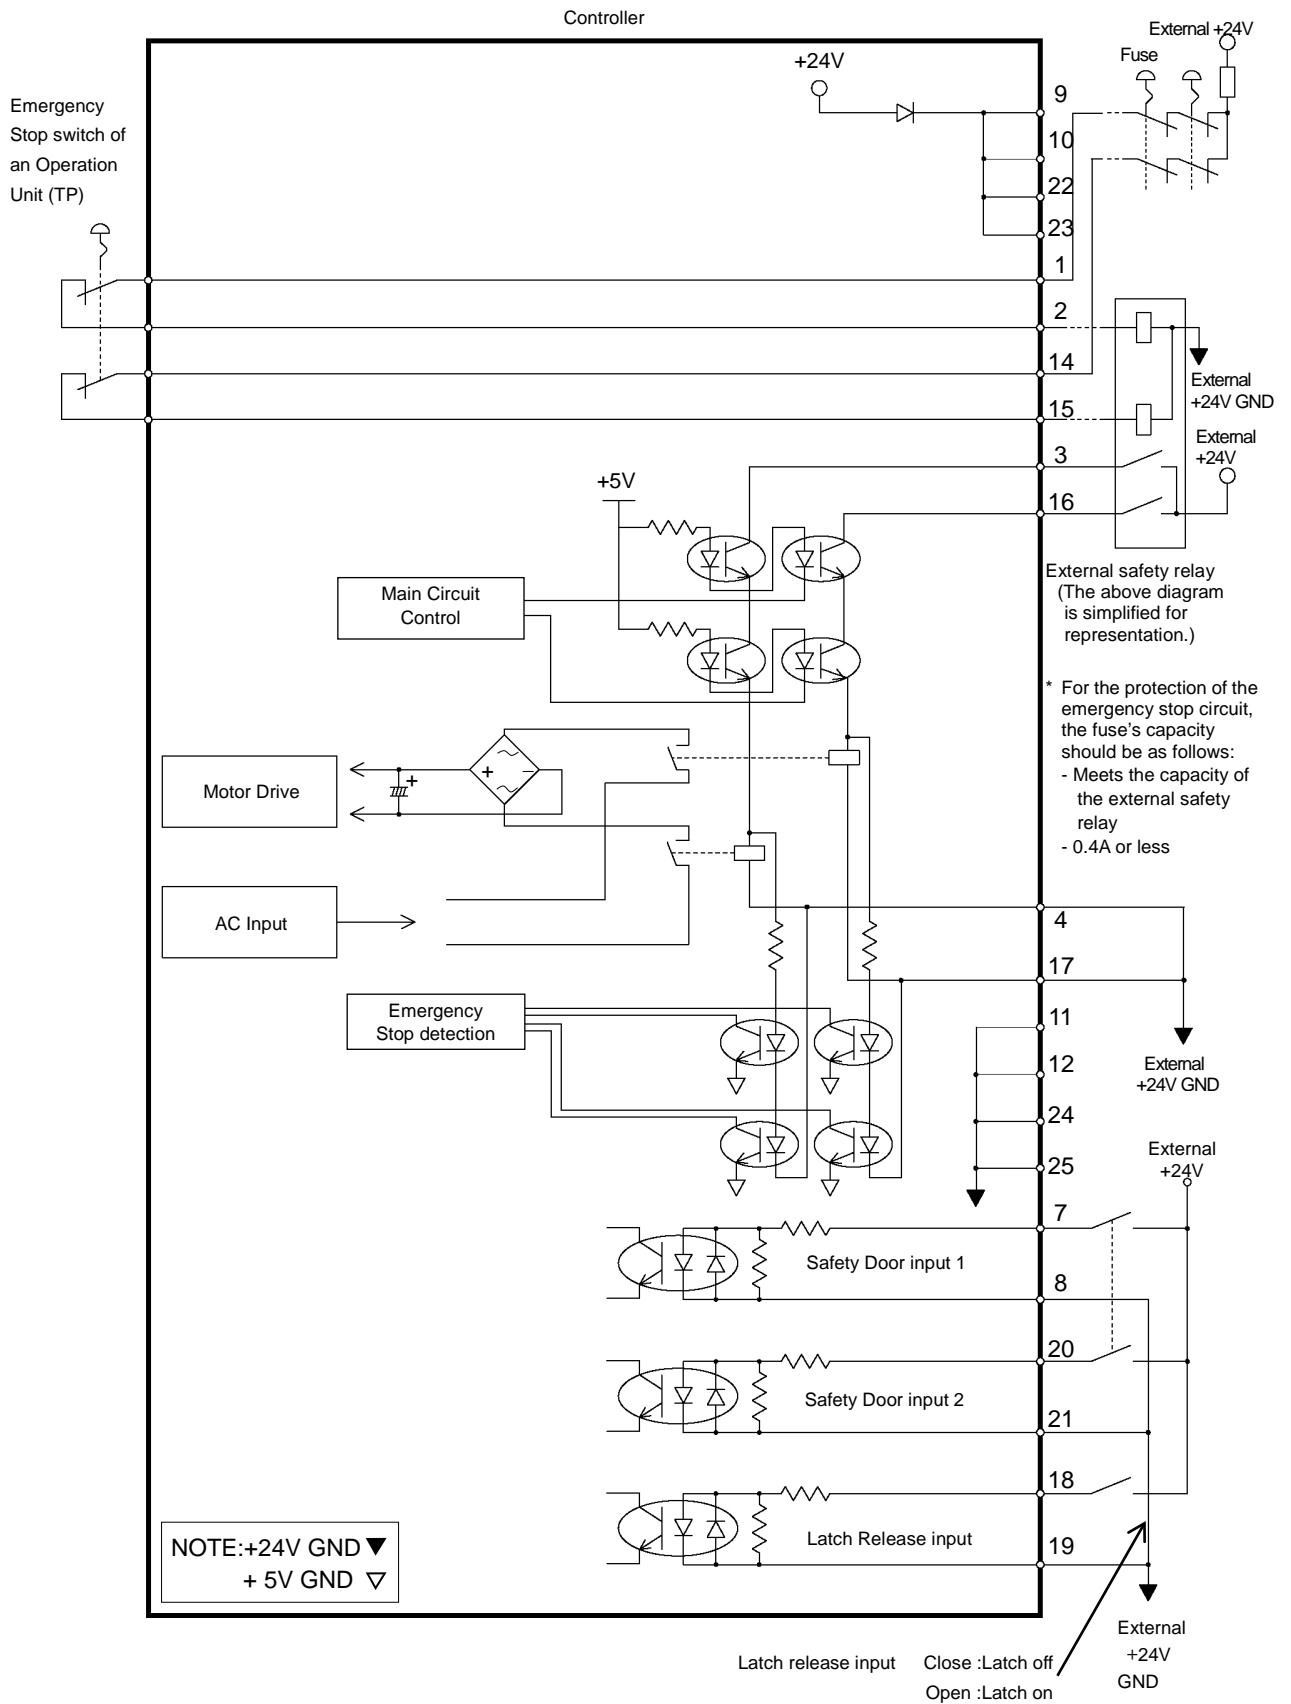 Controller
External +24V
Fuse
+24V
Emergency
Stop switch of
an Operation
Unit (TP)
9
10
22
23
1
2
14
15
3
16
External
+24V GND
External
+24V
+5V
Main Circuit
Control
External safety relay
(The above diagram
is simplified for
representation.)
* For the protection of the
emergency stop circuit,
the fuse's capacity
should be as follows:
- Meets the capacity of
the external safety
relay
- 0.4A or less
Motor Drive
+
−
+
AC Input
4
17
11
12
24
25
External
+24V GND
Emergency
Stop detection
External
+24V
7
Safety Door input 1
8
20
Safety Door input 2
21
18
Latch Release input
19
NOTE:+24V GND ▼
+ 5V GND ▽
External
+24V
GND
Latch release input Close :Latch off
Open :Latch on